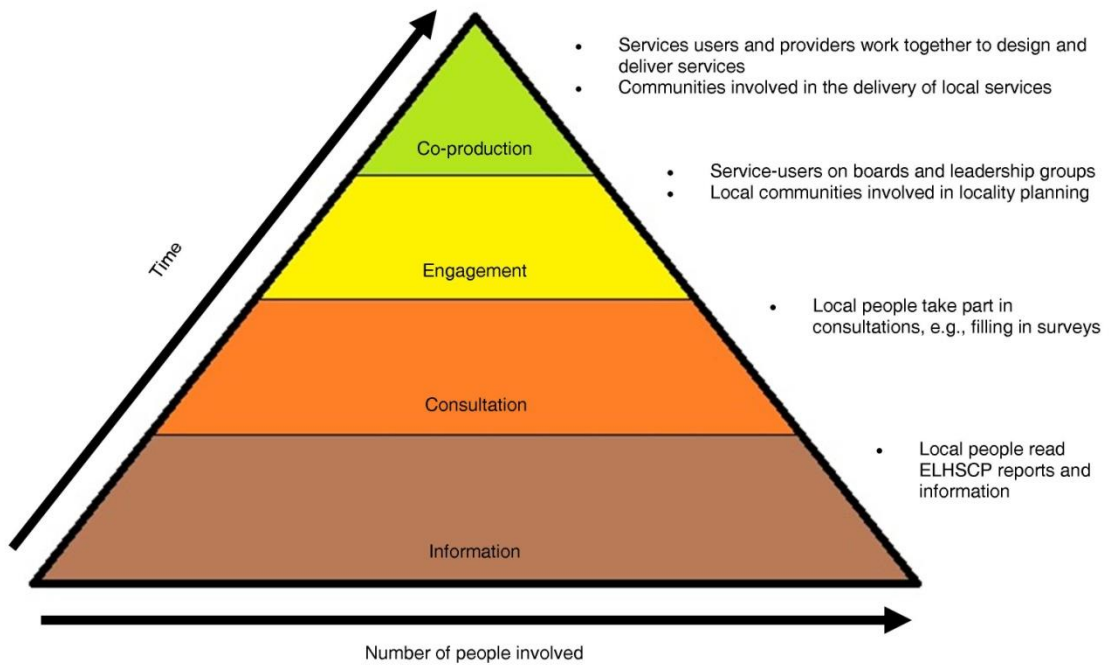 • Services users and providers work together to design and
deliver services
• Communities involved in the delivery of local services
Co-production
• Service-users on boards and leadership groups
• Local communities involved in locality planning
Time
Engagement
• Local people take part in
consultations, e.g., filling in surveys
Consultation
• Local people read
ELHSCP reports and
information
Information
Number of people involved